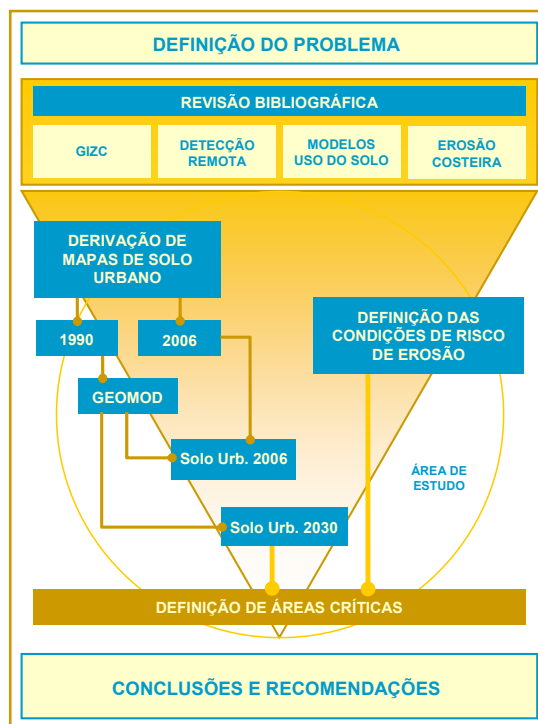 DEFINIÇÃO DO PROBLEMA
REVISÃO BIBLIOGRÁFICA
GIZC
DETECÇÃO
REMOTA
MODELOS
USO DO SOLO
EROSÃO
COSTEIRA
DERIVAÇÃO DE
MAPAS DE SOLO
URBANO
1990
2006
DEFINIÇÃO DAS
CONDIÇÕES DE RISCO
DE EROSÃO
GEOMOD
Solo Urb. 2006
ÁREA DE
ESTUDO
Solo Urb. 2030
DEFINIÇÃO DE ÁREAS CRÍTICAS
CONCLUSÕES E RECOMENDAÇÕES